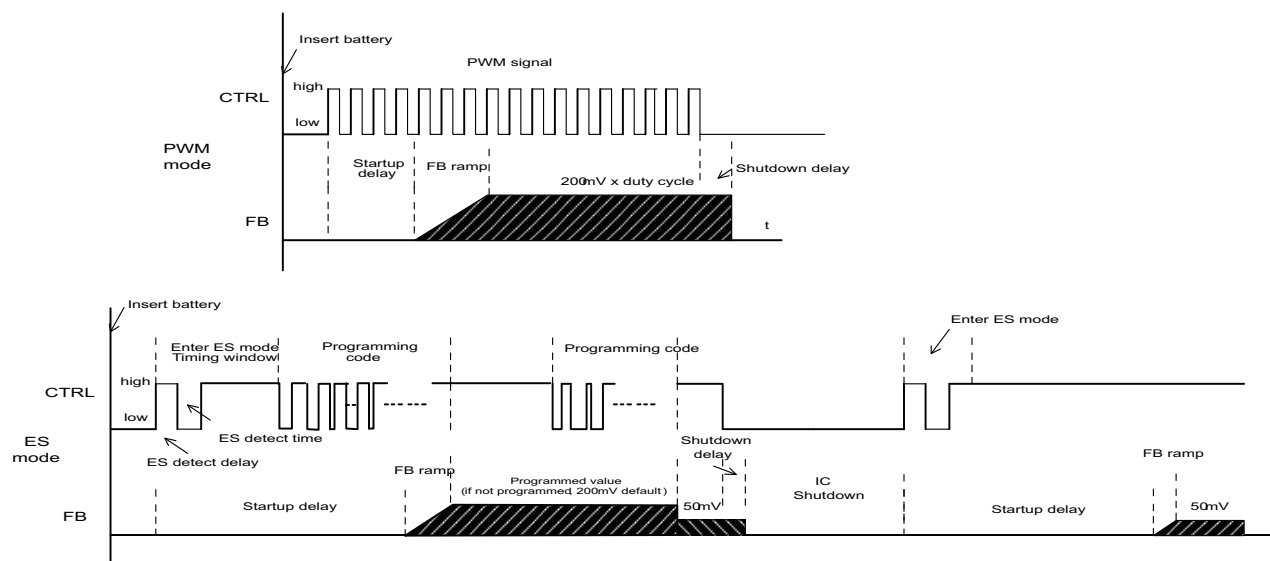 Insert battery
PWM signal
high
CTRL
low
PWM
mode
Startup
delay
FB ramp
Shutdown delay
200mV x duty cycle
FB
t
Insert battery
Enter ES mode
Enter ES mode
Timing window
Programming
code
Programming code
high
CTRL
low
ES detect time
ES
mode
ES detect delay
Shutdown
delay
FB ramp
FB ramp
Programmed value
(if not programmed, 200mV default)
IC
Shutdown
50mV
50mV
Startup delay
Startup delay
FB